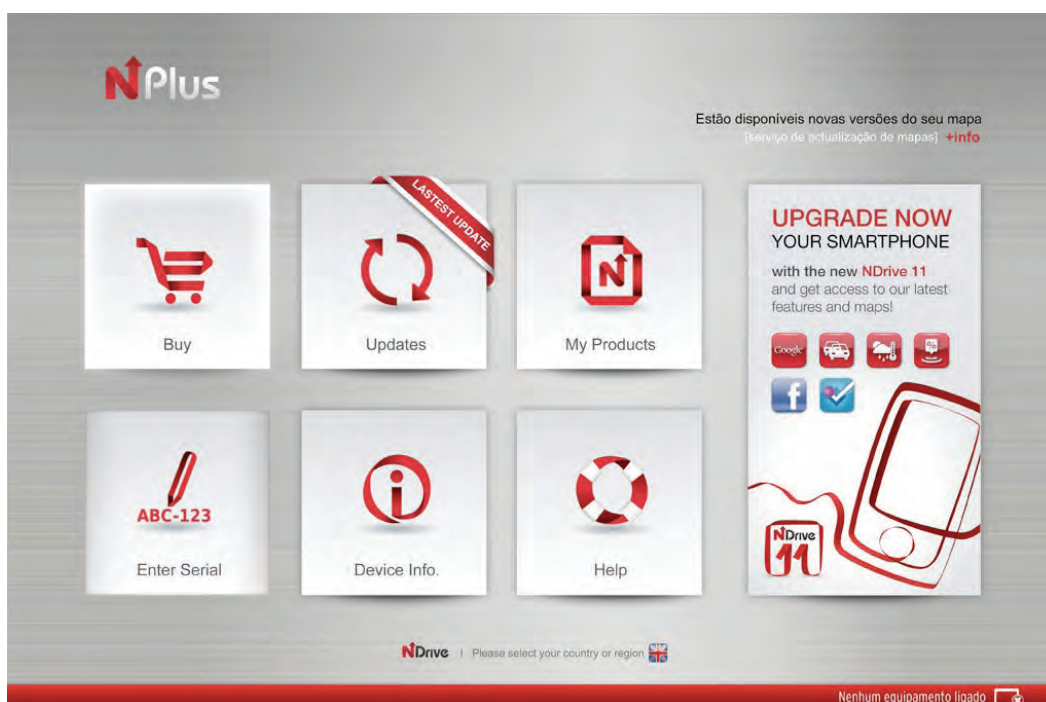 NPlus
Estão disponíveis novas versões do seu mapa
[serviço de actualização de mapas] +info
LASTEST UPDATE
Buy
Updates
My Products
UPGRADE NOW
YOUR SMARTPHONE
with the new NDrive 11
and get access to our latest
features and maps!
Google
ABC-123
Enter Serial
Device Info.
Help
NDrive
11
NDrive | Please select your country or region
Nenhum equipamento ligado